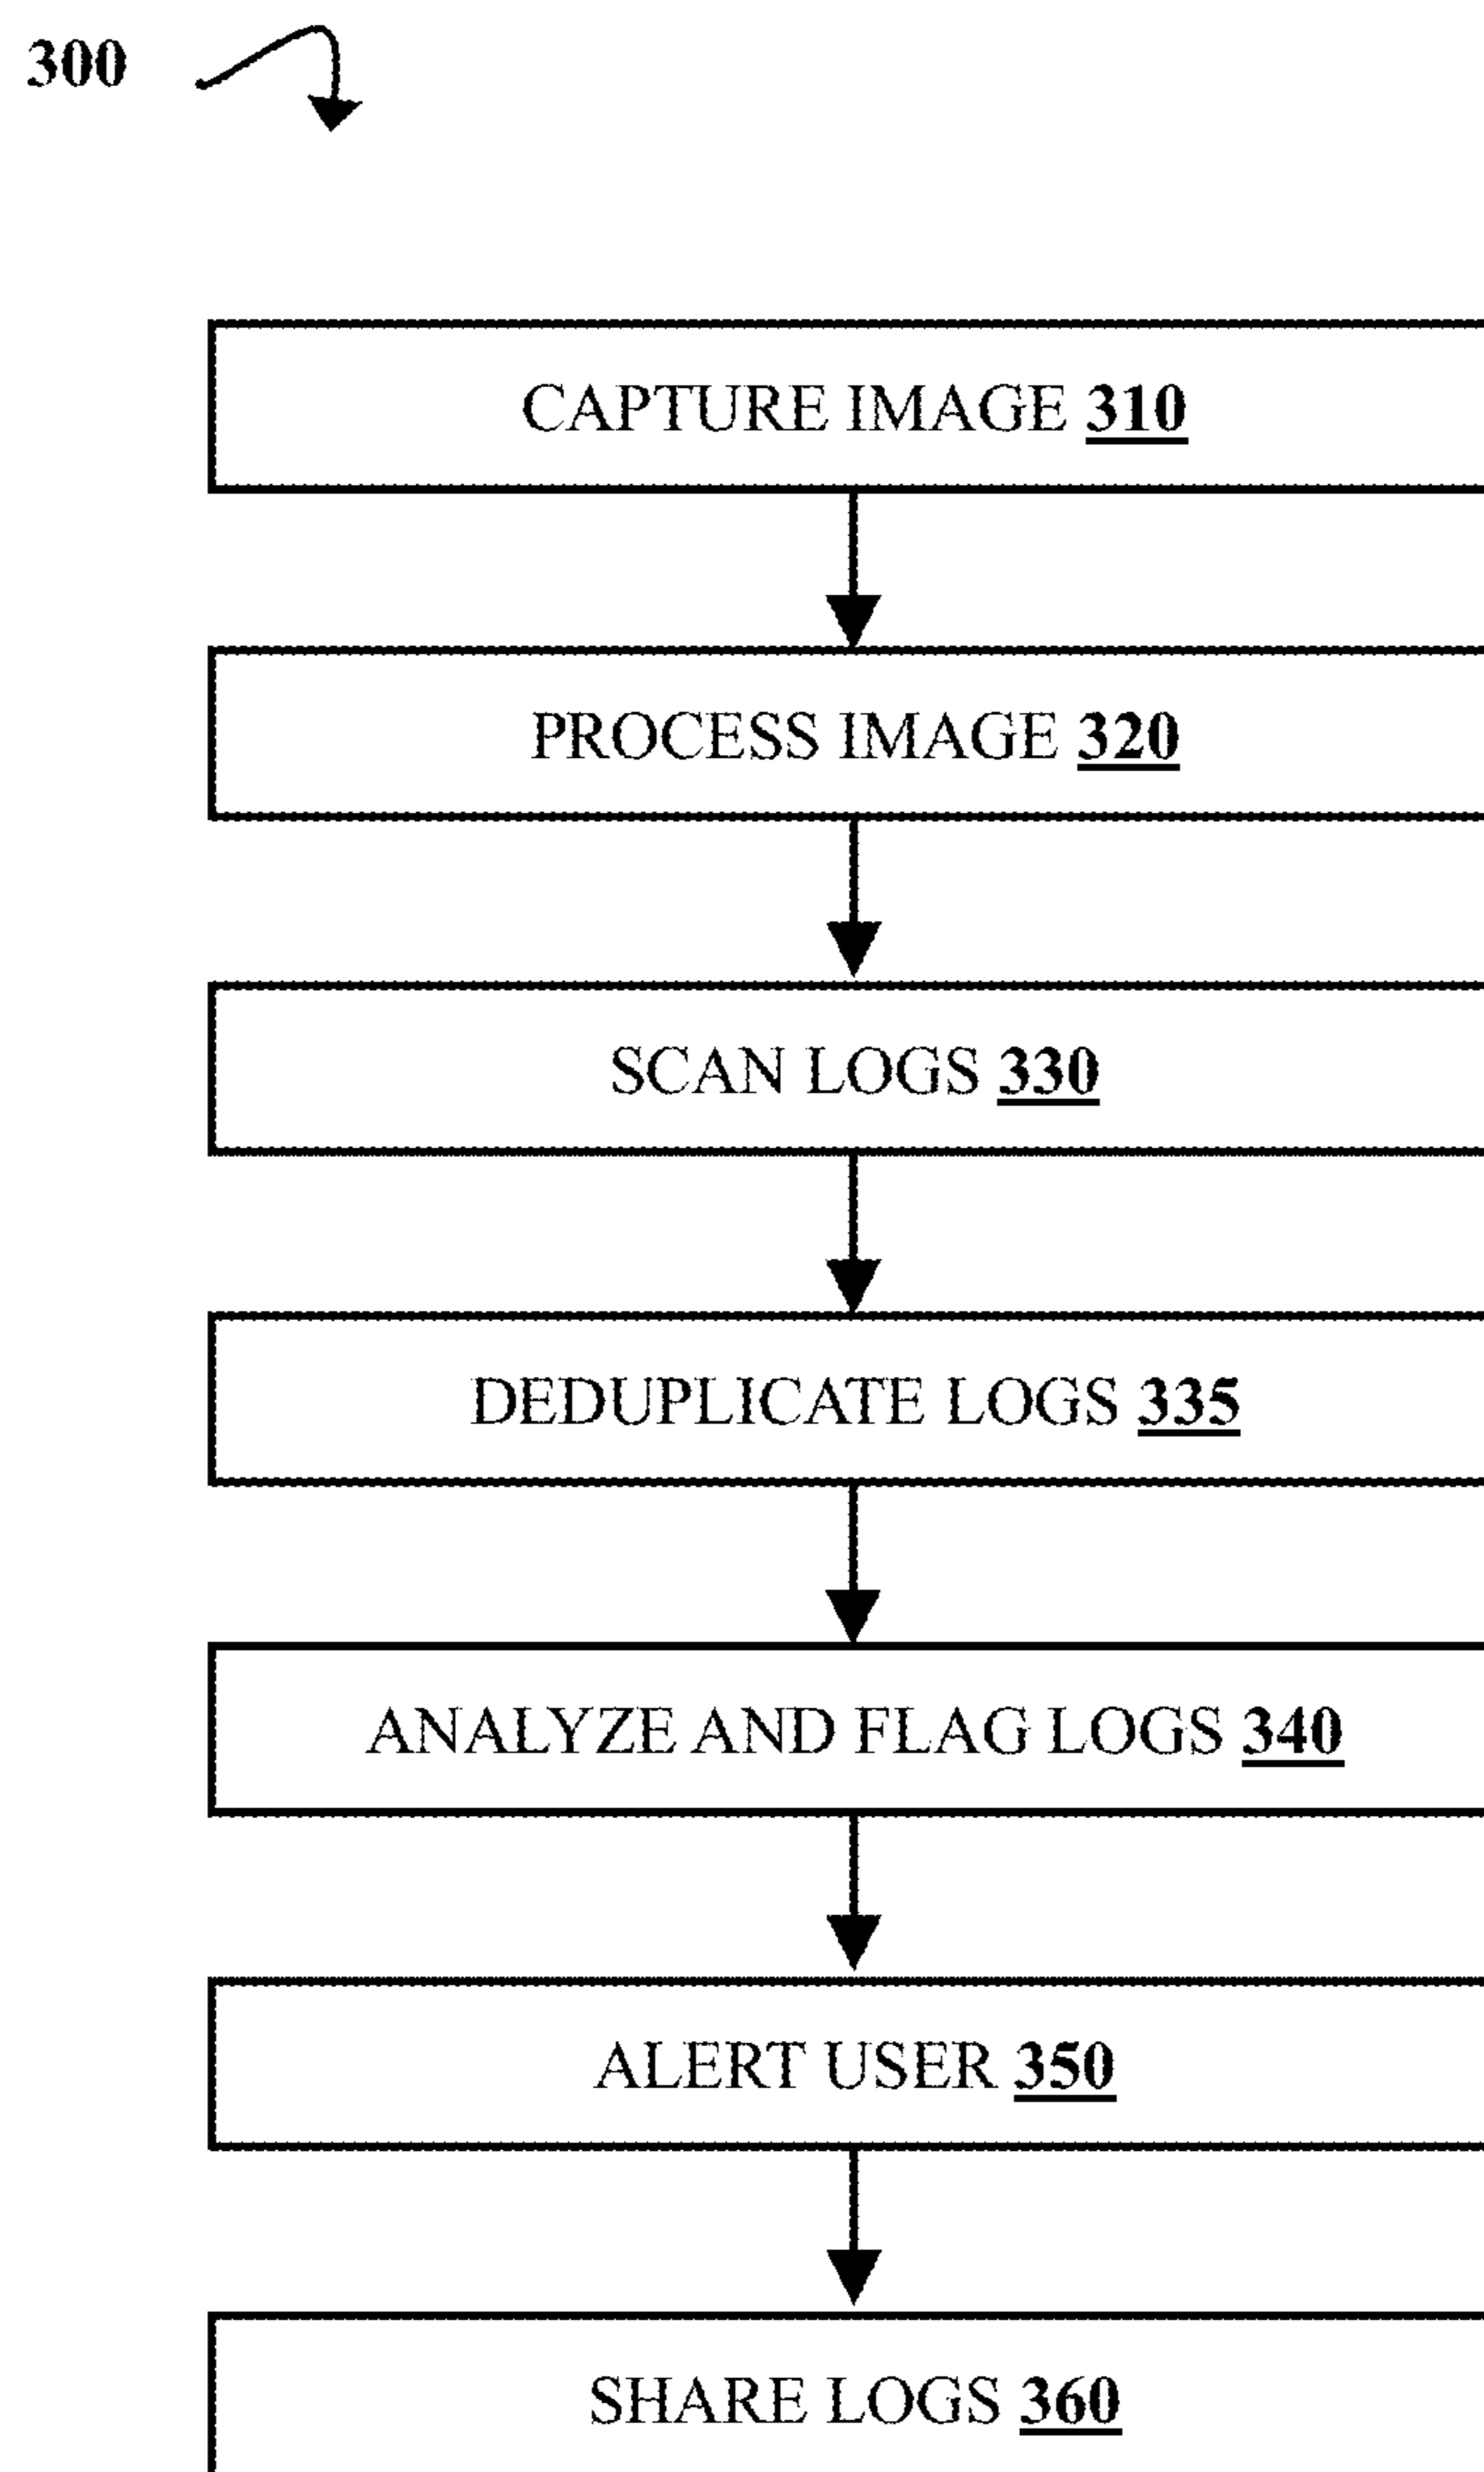 300
CAPTURE IMAGE 310
PROCESS IMAGE 320
SCAN LOGS 330
DEDUPLICATE LOGS 335
ANALYZE AND FLAG LOGS 340
ALERT USER 350
SHARE LOGS 360